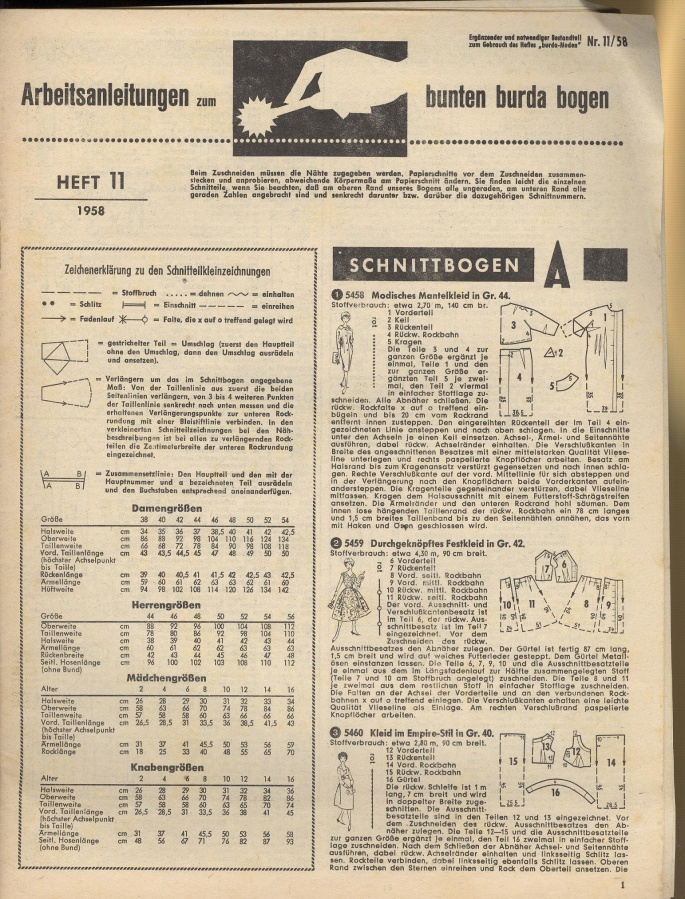 Ergänzender und notwendiger Bestandteil
zum Gebrauch des Heftes „burda-Moden"
Nr. 11/58
Arbeitsanleitungen zum
bunten burda bogen
HEFT 11
1958
Beim Zuschneiden müssen die Nähte zugegeben werden. Papierschnitte vor dem Zuschneiden zusammen-
stecken und anprobieren, abweichende Körpermaße am Papierschnitt ändern. Sie finden leicht die einzelnen
Schnitteile, wenn Sie beachten, daß am oberen Rand unseres Bogens alle ungeraden, am unteren Rand alle
geraden Zahlen angebracht sind und senkrecht darunter bzw. darüber die dazugehörigen Schnittnummern.
Zeichenerklärung zu den Schnitteilkleinzeichnungen
= Stoffbruch ..... = dehnen = einhalten
= Schlitz = Einschnitt = einreihen
= Fadenlauf = Falte, die x auf o treffend gelegt wird
= gestrichelter Teil = Umschlag (zuerst den Hauptteil
ohne den Umschlag, dann den Umschlag ausrädeln
und ansetzen).
= Verlängern um das im Schnittbogen angegebene
Maß: Von der Taillenlinie aus zuerst die beiden
Seitenlinien verlängern, von 3 bis 4 weiteren Punkten
der Taillenlinie senkrecht nach unten messen und die
erhaltenen Verlängerungspunkte zur unteren Rock-
rundung mit einer Bleistiftlinie verbinden. In den
verkleinerten Schnitteilzeichnungen bei den Näh-
beschreibungen ist bei allen zu verlängernden Rock-
teilen die Zentimeterbreite der unteren Rockrundung
eingezeichnet.
A B
A B
= Zusammensetzlinie: Den Hauptteil und den mit der
Hauptnummer und a bezeichneten Teil ausrädeln
und den Buchstaben entsprechend aneinanderfügen.
Damengrößen
Größe 38 40 42 44 46 48 50 52 54
Halsweite cm 34 35 36 37 38,5 40 41 42 42,5
Oberweite cm 86 88 92 98 104 110 116 124 134
Taillenweite cm 66 68 72 78 84 90 98 108 118
Vord. Taillenlänge cm 43 43,5 44,5 45 47 48 49 50 50
(höchster Achselpunkt
bis Taille)
Rückenlänge cm 39 40 40,5 41 41,5 42 42,5 43 42,5
Ärmellänge cm 59 60 61 62 63 63 62 61 60
Hüftweite cm 94 98 102 108 114 120 126 134 142
Herrengrößen
Größe 44 46 48 50 52 54 56
Oberweite cm 88 92 96 100 104 108 112
Taillenweite cm 78 80 86 92 98 104 110
Halsweite cm 38 39 40 41 42 43 44
Ärmellänge cm 60 61 62 62 63 63 63
Rückenbreite cm 42 43 44 45 46 47 48
Seitl. Hosenlänge cm 96 100 102 103 108 110 112
(ohne Bund)
Mädchengrößen
Alter 2 4 6 8 10 12 14 16
Halsweite cm 26 28 29 30 31 32 33 34
Oberweite cm 58 63 66 70 74 78 84 86
Taillenweite cm 57 58 58 60 63 66 66 66
Vord. Taillenlänge cm 26,5 28,5 31 33,5 36 38,5 41,5 43
(höchster Achselpunkt
bis Taille)
Ärmellänge cm 31 37 41 45,5 50 53 56 59
Rocklänge cm 18 25 33 40 48 55 65 70
Knabengrößen
Alter 2 4 6 8 10 12 14 16
Halsweite cm 26 28 29 30 31 32 34 36
Oberweite cm 58 63 66 70 74 78 82 86
Taillenweite cm 57 58 58 60 63 65 70 74
Vord. Taillenlänge cm 26,5 28,5 31 33,5 36 38 41 45
(höchster Achselpunkt
bis Taille)
Ärmellänge cm 31 37 41 45,5 50 53 56 58
Seitl. Hosenlänge cm 48 56 67 71 76 82 87 93
(ohne Bund)
SCHNITTBOGEN A
1 5458 Modisches Mantelkleid in Gr. 44.
Stoffverbrauch: etwa 2,70 m, 140 cm br.
1 Vorderteil
2 Keil
3 Rückenteil
4 Rückw. Rockbahn
5 Kragen
Die Teile 3 und 4 zur
ganzen Größe ergänzt je
einmal, Teile 1 und den
zur ganzen Größe er-
gänzten Teil 5 je zwei-
mal, den Teil 2 viermal
in einfacher Stofflage zu-
schneiden. Alle Abnäher schließen. Die
rückw. Rockfalte x auf o treffend ein-
bügeln und bis 20 cm vom Rockrand
entfernt innen zusteppen. Den eingereihten Rückenteil der im Teil 4 ein-
gezeichneten Linie ansteppen und nach oben schlagen. In die Einschnitte
unter den Achseln je einen Keil einsetzen. Achsel-, Ärmel- und Seitennähte
ausführen, dabei rückw. Achselränder einhalten. Die Verschlußkanten in
Breite des angeschnittenen Besatzes mit einer mittelstarken Qualität Vliese-
line unterlegen und rechts paspelierte Knopflöcher arbeiten. Besatz am
Halsrand bis zum Kragenansatz verstürzt gegensetzen und nach innen schla-
gen. Rechte Verschlußkante auf der vord. Mittellinie für sich absteppen und
in der Verlängerung nach den Knopflöchern beide Vorderkanten aufein-
andersteppen. Die Kragenteile gegeneinander verstürzen, dabei Vlieseline
mitfassen. Kragen dem Halsausschnitt mit einem Futterstoff-Schrägstreifen
ansetzen. Die Ärmelränder und den unteren Rockrand hohl säumen. Dem
innen lose hängenden Taillenrand der rückw. Rockbahn ein 78 cm langes
und 1,5 cm breites Taillenband bis zu den Seitennähten annähen, das vorn
mit Haken und Ösen geschlossen wird.
3
1
2
4
5
2 5459 Durchgeknöpftes Festkleid in Gr. 42.
Stoffverbrauch: etwa 4,30 m, 90 cm breit.
6 Vorderteil
7 Rückenteil
8 Vord. seitl. Rockbahn
9 Vord. mittl. Rockbahn
10 Rückw. mittl. Rockbahn
11 Rückw. seitl. Rockbahn
Der vord. Ausschnitt- und
Verschlußkantenbesatz ist
im Teil 6, der rückw. Aus-
schnittbesatz ist im Teil 7
eingezeichnet. Vor dem
Zuschneiden des rückw.
Ausschnittbesatzes den Abnäher zulegen. Der Gürtel ist fertig 87 cm lang,
1,5 cm breit und wird auf weiches Futterleder gesteppt. Dem Gürtel Metall-
ösen einstanzen lassen. Die Teile 6, 7, 9, 10 und die Ausschnittbesatzteile
je einmal aus dem im Längsfadenlauf zur Hälfte zusammengelegten Stoff
(Teile 7 und 10 am Stoffbruch angelegt) zuschneiden. Die Teile 8 und 11
je zweimal aus dem restlichen Stoff in einfacher Stofflage zuschneiden.
Die Falten an der Achsel der Vorderteile und an den verbundenen Rock-
bahnen x auf o treffend einlegen. Die Verschlußkanten erhalten eine leichte
Qualität Vlieseline als Einlage. Am rechten Verschlußrand paspelierte
Knopflöcher arbeiten.
7
6
10
11
8
9
3 5460 Kleid im Empire-Stil in Gr. 40.
Stoffverbrauch: etwa 2,80 m, 90 cm breit.
12 Vorderteil
13 Rückenteil
14 Vord. Rockbahn
15 Rückw. Rockbahn
16 Gürtel
Die rückw. Schleife ist 1 m
lang, 7 cm breit und wird
in doppelter Breite zuge-
schnitten. Die Ausschnitt-
besatzteile sind in den Teilen 12 und 13 eingezeichnet. Vor
dem Zuschneiden des rückw. Ausschnittbesatzes den Ab-
näher zulegen. Die Teile 12—15 und die Ausschnittbesatzteile
zur ganzen Größe ergänzt je einmal, den Teil 16 zweimal in einfacher Stoff-
lage zuschneiden. Nach dem Schließen der Abnäher Achsel- und Seitennähte
ausführen, dabei rückw. Achselränder einhalten und linksseitig Schlitz las-
sen. Rockteile verbinden, dabei linksseitig ebenfalls Schlitz lassen. Oberen
Rand zwischen den Sternen einreihen und Rock dem Oberteil ansetzen. Die
15
13
12
14
16
1